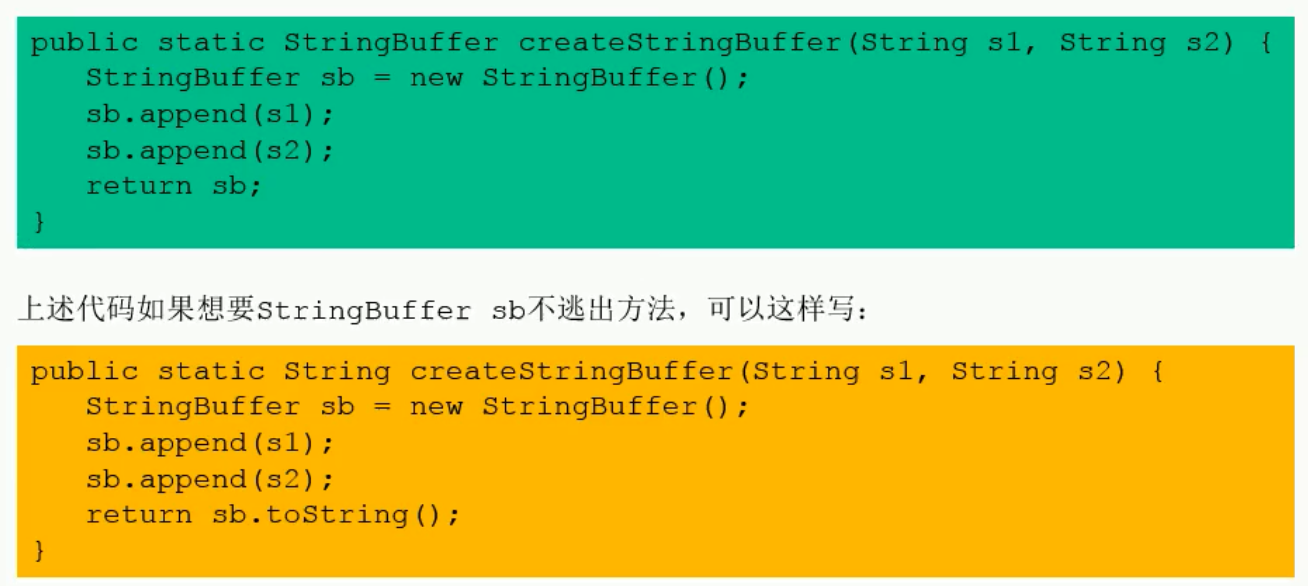 public static StringBuffer createStringBuffer(String s1, String s2) {
   StringBuffer sb = new StringBuffer();
   sb.append(s1);
   sb.append(s2);
   return sb;
}
上述代码如果想要StringBuffer sb不逃出方法，可以这样写：
public static String createStringBuffer(String s1, String s2) {
   StringBuffer sb = new StringBuffer();
   sb.append(s1);
   sb.append(s2);
   return sb.toString();
}